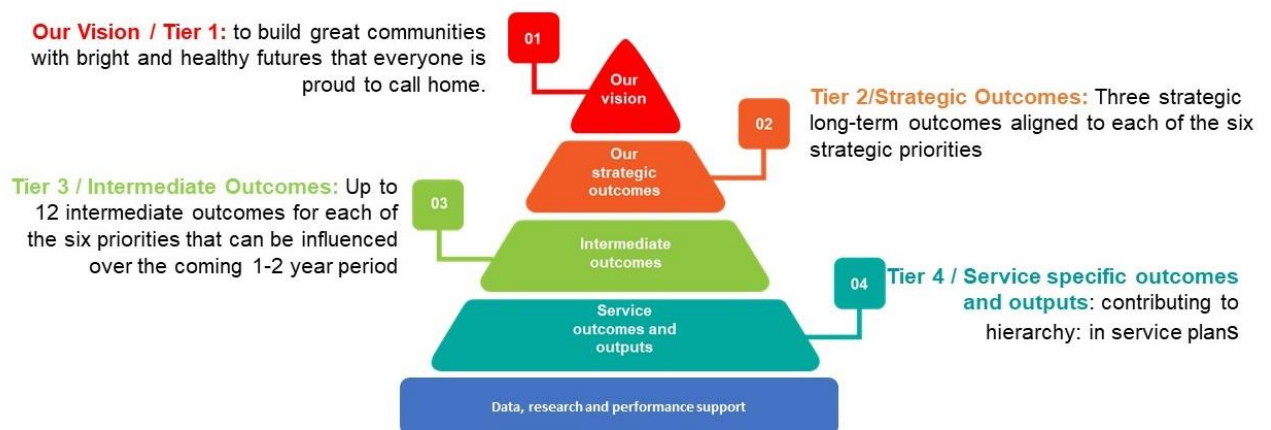 Our Vision / Tier 1: to build great communities
with bright and healthy futures that everyone is
proud to call home.
01
Our
vision
Tier 2/Strategic Outcomes: Three strategic
long-term outcomes aligned to each of the six
strategic priorities
02
Our
strategic
outcomes
Tier 3 / Intermediate Outcomes: Up to
12 intermediate outcomes for each of
the six priorities that can be influenced
over the coming 1-2 year period
03
Intermediate
outcomes
04
Tier 4 / Service specific outcomes
and outputs: contributing to
hierarchy: in service plans
Service
outcomes and
outputs
Data, research and performance support